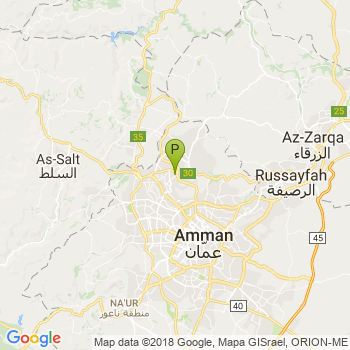 25
35
Az-Zarqa
الزرقاء
P
As-Salt
السلط
30
Russayfah
الرصيفة
Amman
عمّان
45
NA'UR
منطقة ناعور
40
Map data ©2018 Google, Mapa GISrael, ORION-ME